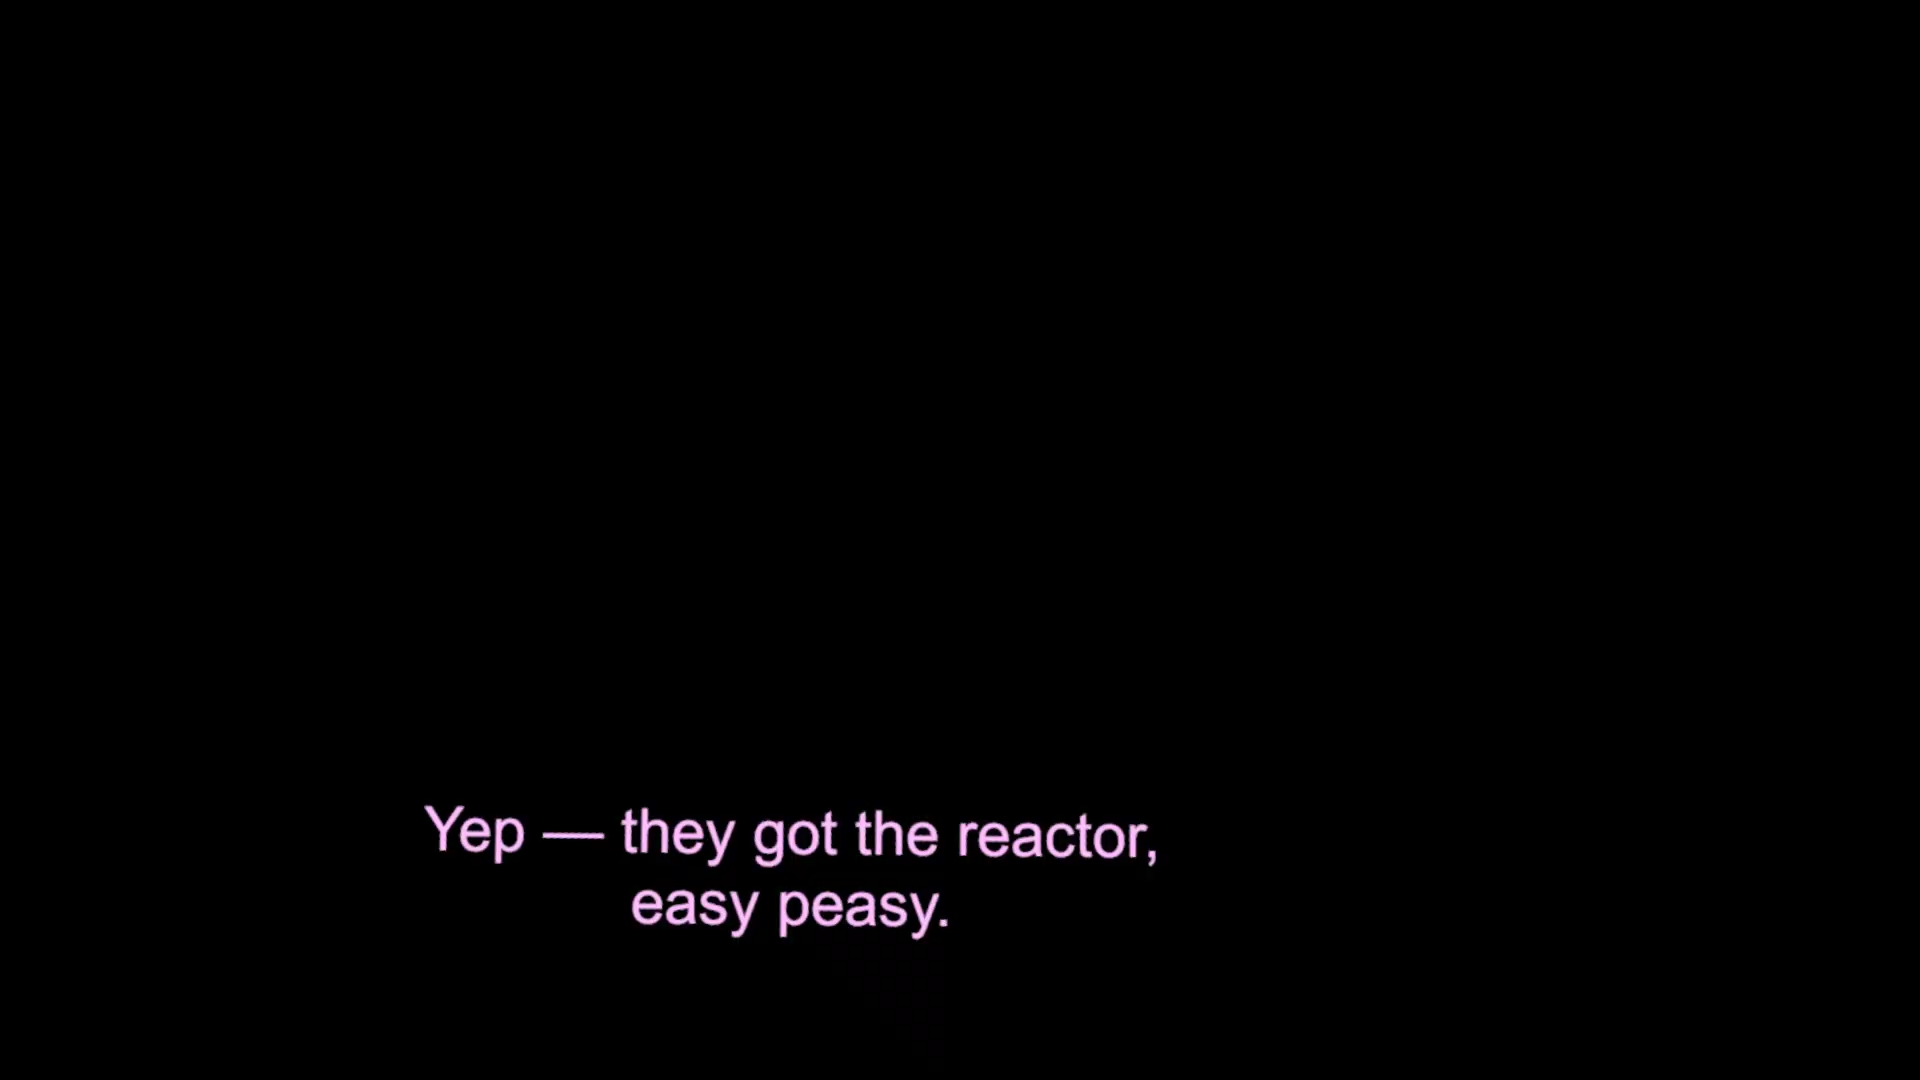 Yep — they got the reactor,
easy peasy.